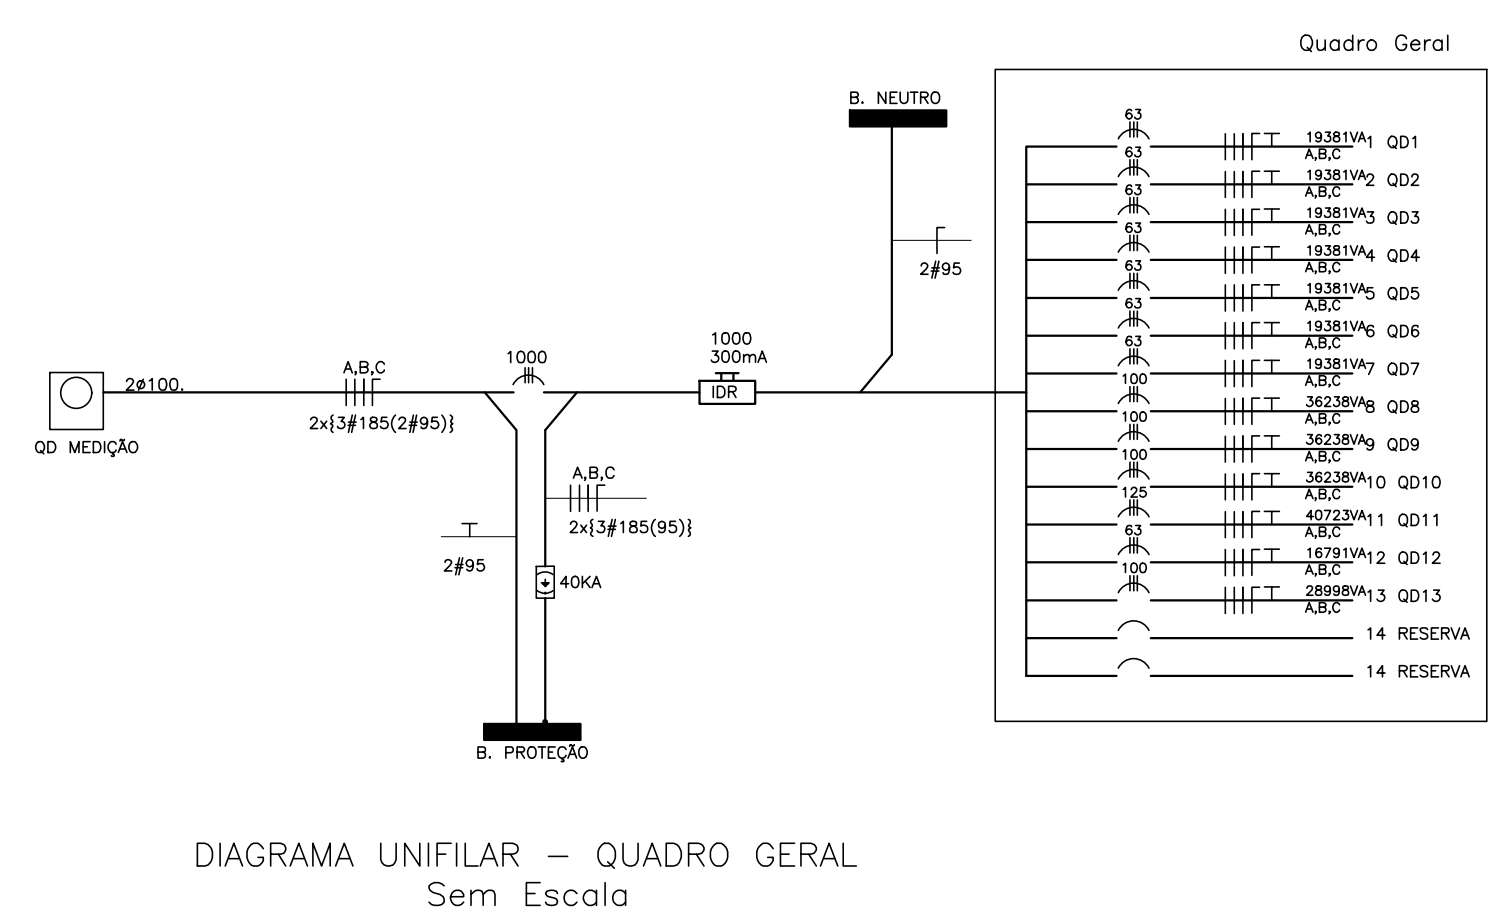 Quadro Geral
B. NEUTRO
2#95
QD MEDIÇÃO
2ø100.
A,B,C
2x{3#185(2#95)}
1000
1000
300mA
IDR
A,B,C
2x{3#185(95)}
2#95
40KA
B. PROTEÇÃO
63
19381VA 1 QD1
A,B,C
63
19381VA 2 QD2
A,B,C
63
19381VA 3 QD3
A,B,C
63
19381VA 4 QD4
A,B,C
63
19381VA 5 QD5
A,B,C
63
19381VA 6 QD6
A,B,C
63
19381VA 7 QD7
A,B,C
100
36238VA 8 QD8
A,B,C
100
36238VA 9 QD9
A,B,C
100
36238VA 10 QD10
A,B,C
125
40723VA 11 QD11
A,B,C
63
16791VA 12 QD12
A,B,C
100
28998VA 13 QD13
A,B,C
14 RESERVA
14 RESERVA
DIAGRAMA UNIFILAR – QUADRO GERAL
Sem Escala